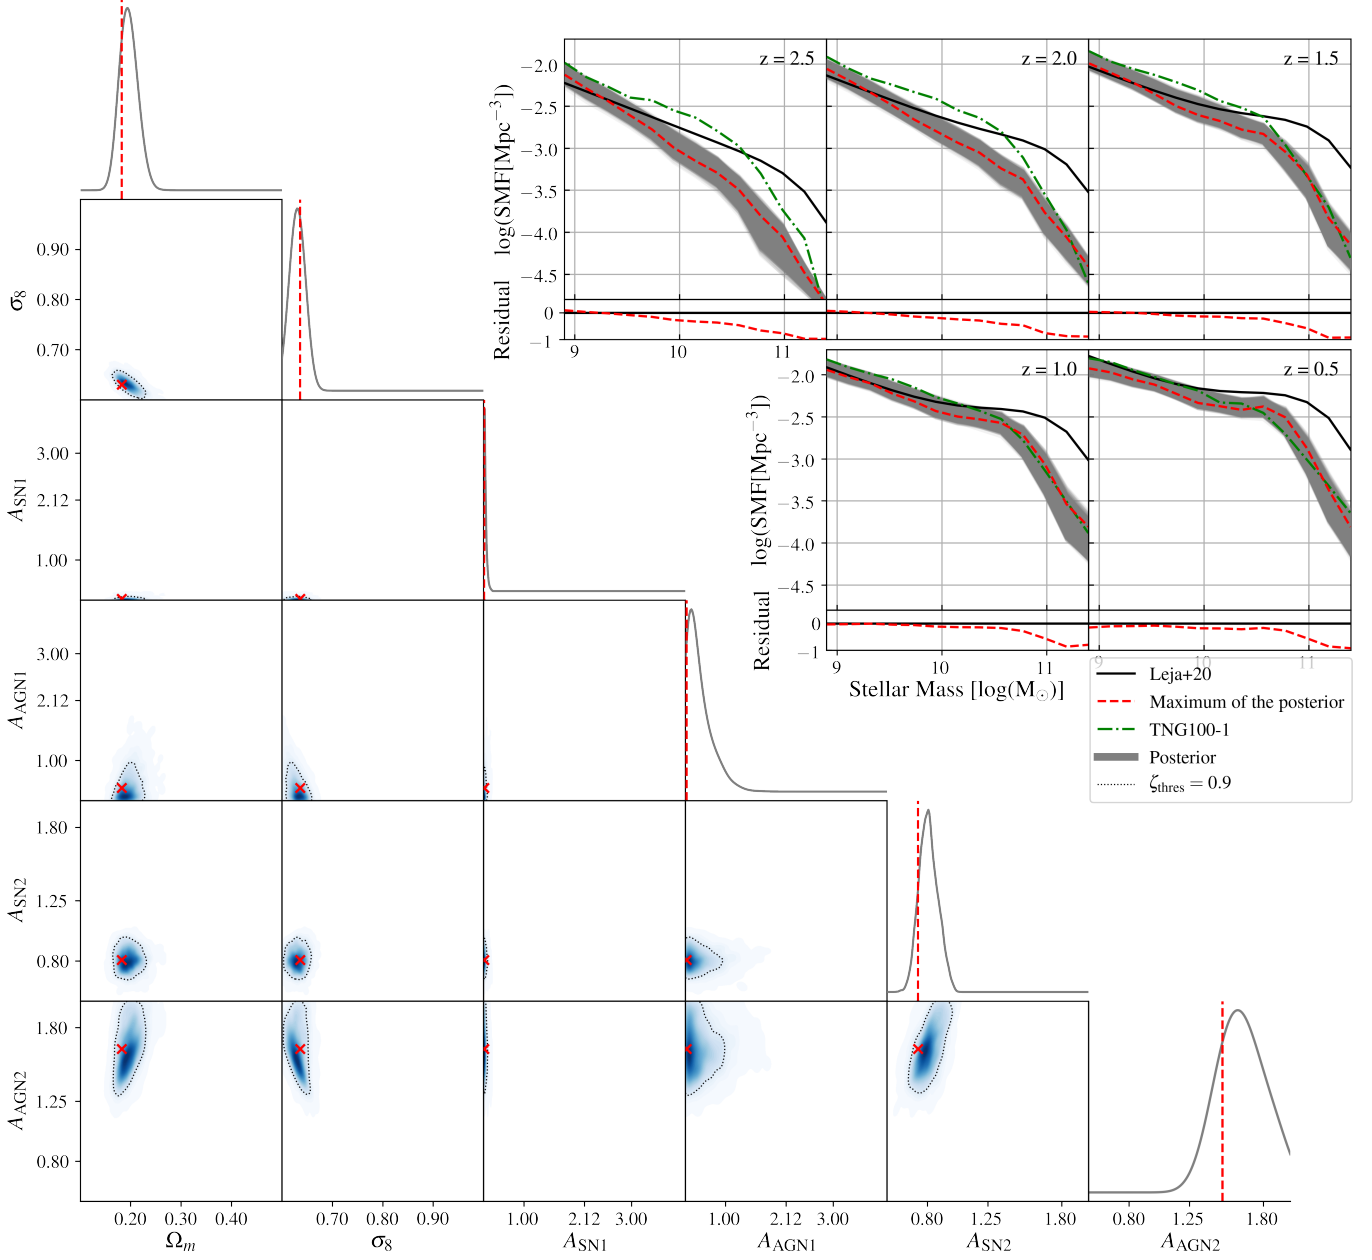 z = 2.5
z = 2.0
z = 1.5
log(SMF[Mpc⁻³])
−2.0
−2.5
−3.0
−3.5
−4.0
−4.5
Residual
0
−1
9
10
11
z = 1.0
z = 0.5
log(SMF[Mpc⁻³])
−2.0
−2.5
−3.0
−3.5
−4.0
−4.5
Residual
0
−1
9
10
11
9
10
11
Stellar Mass [log(M☉)]
Leja+20
Maximum of the posterior
TNG100-1
Posterior
ζthres = 0.9
σ8
0.90
0.80
0.70
ASN1
3.00
2.12
1.00
AAGN1
3.00
2.12
1.00
ASN2
1.80
1.25
0.80
AAGN2
1.80
1.25
0.80
0.20 0.30 0.40
0.70 0.80 0.90
1.00 2.12 3.00
1.00 2.12 3.00
0.80 1.25 1.80
0.80 1.25 1.80
Ωm
σ8
ASN1
AAGN1
ASN2
AAGN2